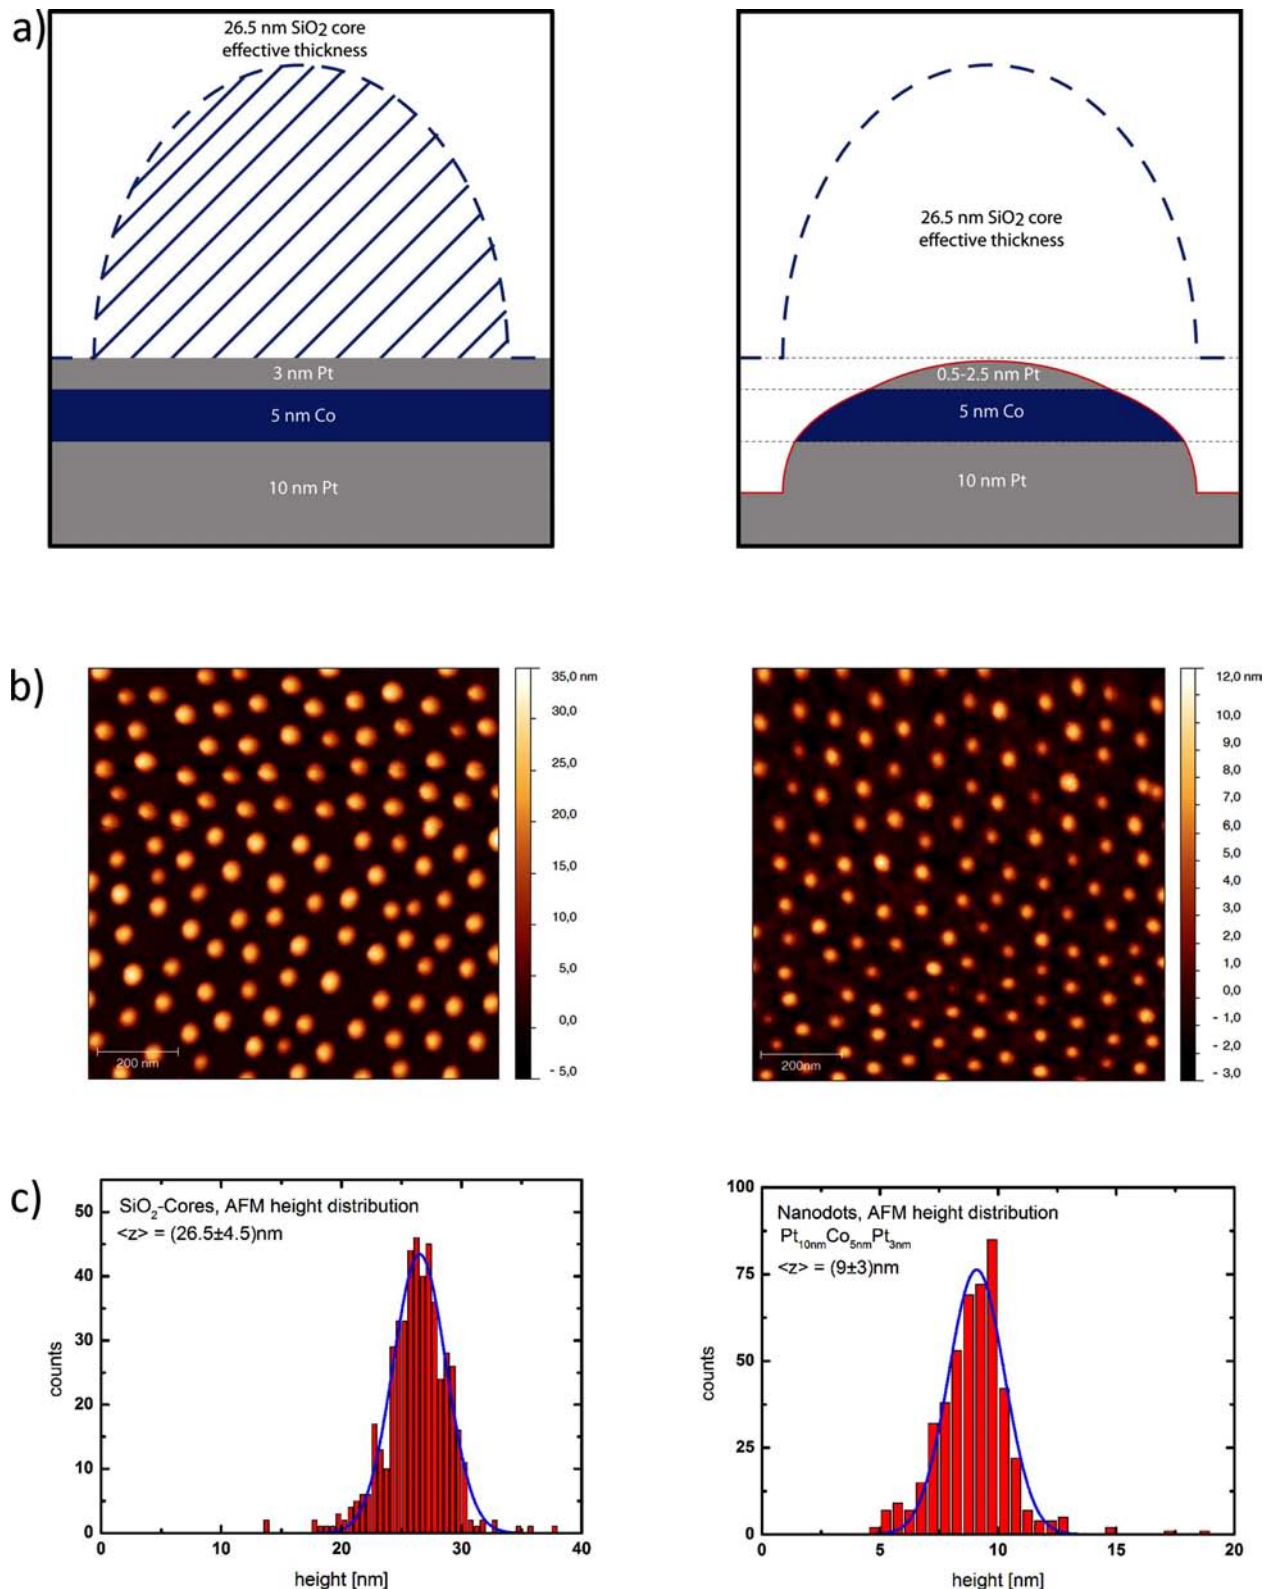 a)
26.5 nm SiO2 core
effective thickness
3 nm Pt
5 nm Co
10 nm Pt
26.5 nm SiO2 core
effective thickness
0.5-2.5 nm Pt
5 nm Co
10 nm Pt
b)
35,0 nm
30,0
25,0
20,0
15,0
10,0
5,0
0,0
- 5,0
200 nm
12,0 nm
10,0
9,0
8,0
7,0
6,0
5,0
4,0
3,0
2,0
1,0
0,0
- 1,0
- 2,0
- 3,0
200nm
c)
SiO2-Cores, AFM height distribution
<z> = (26.5±4.5)nm
50
40
30
20
10
0
counts
0 10 20 30 40
height [nm]
Nanodots, AFM height distribution
Pt10nmCo5nmPt3nm
<z> = (9±3)nm
100
75
50
25
0
counts
0 5 10 15 20
height [nm]